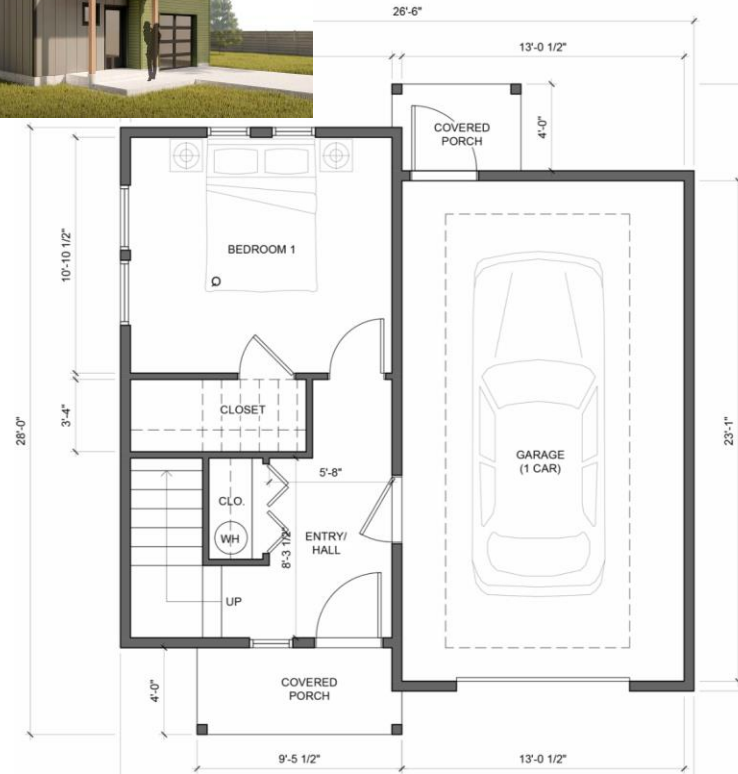 26'-6"
13'-0 1/2"
COVERED
PORCH
4'-0"
10'-10 1/2"
BEDROOM 1
3'-4"
CLOSET
28'-0"
23'-1"
5'-8"
GARAGE
(1 CAR)
CLO.
WH
8'-3 1/2"
ENTRY/
HALL
UP
COVERED
PORCH
4'-0"
9'-5 1/2"
13'-0 1/2"